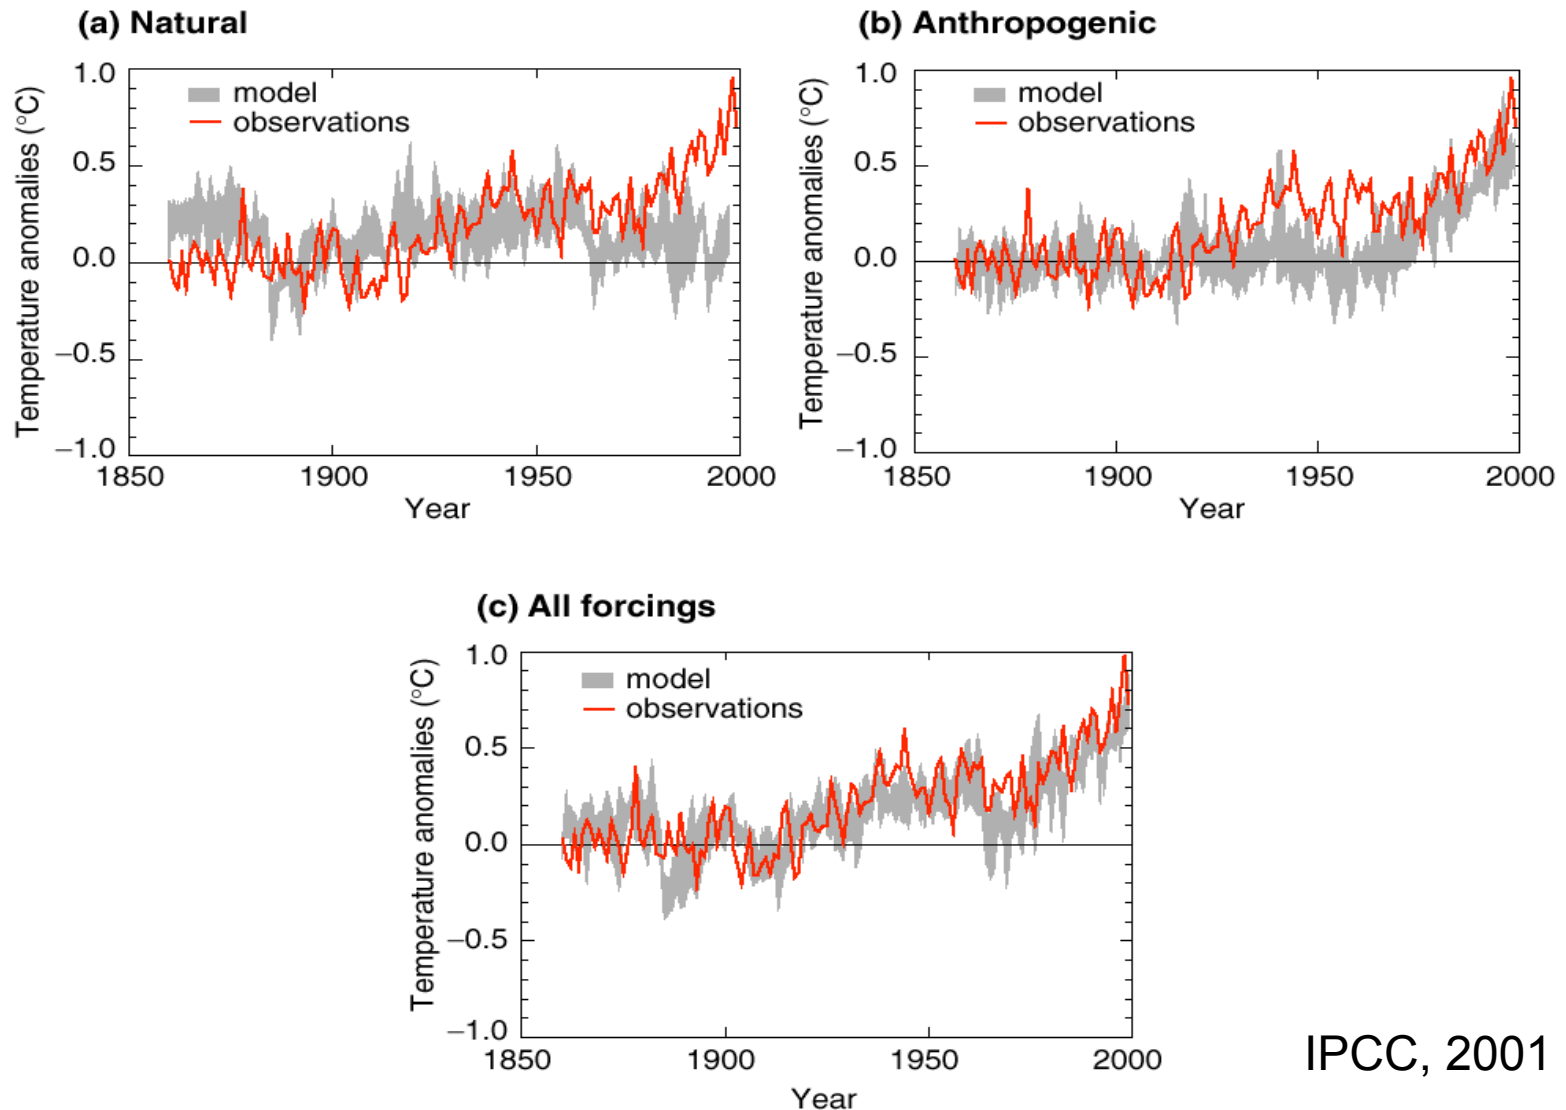 (a) Natural
Temperature anomalies (°C)
1.0
0.5
0.0
−0.5
−1.0
model
observations
1850 1900 1950 2000
Year
(b) Anthropogenic
Temperature anomalies (°C)
1.0
0.5
0.0
−0.5
−1.0
model
observations
1850 1900 1950 2000
Year
(c) All forcings
Temperature anomalies (°C)
1.0
0.5
0.0
−0.5
−1.0
model
observations
1850 1900 1950 2000
Year
IPCC, 2001